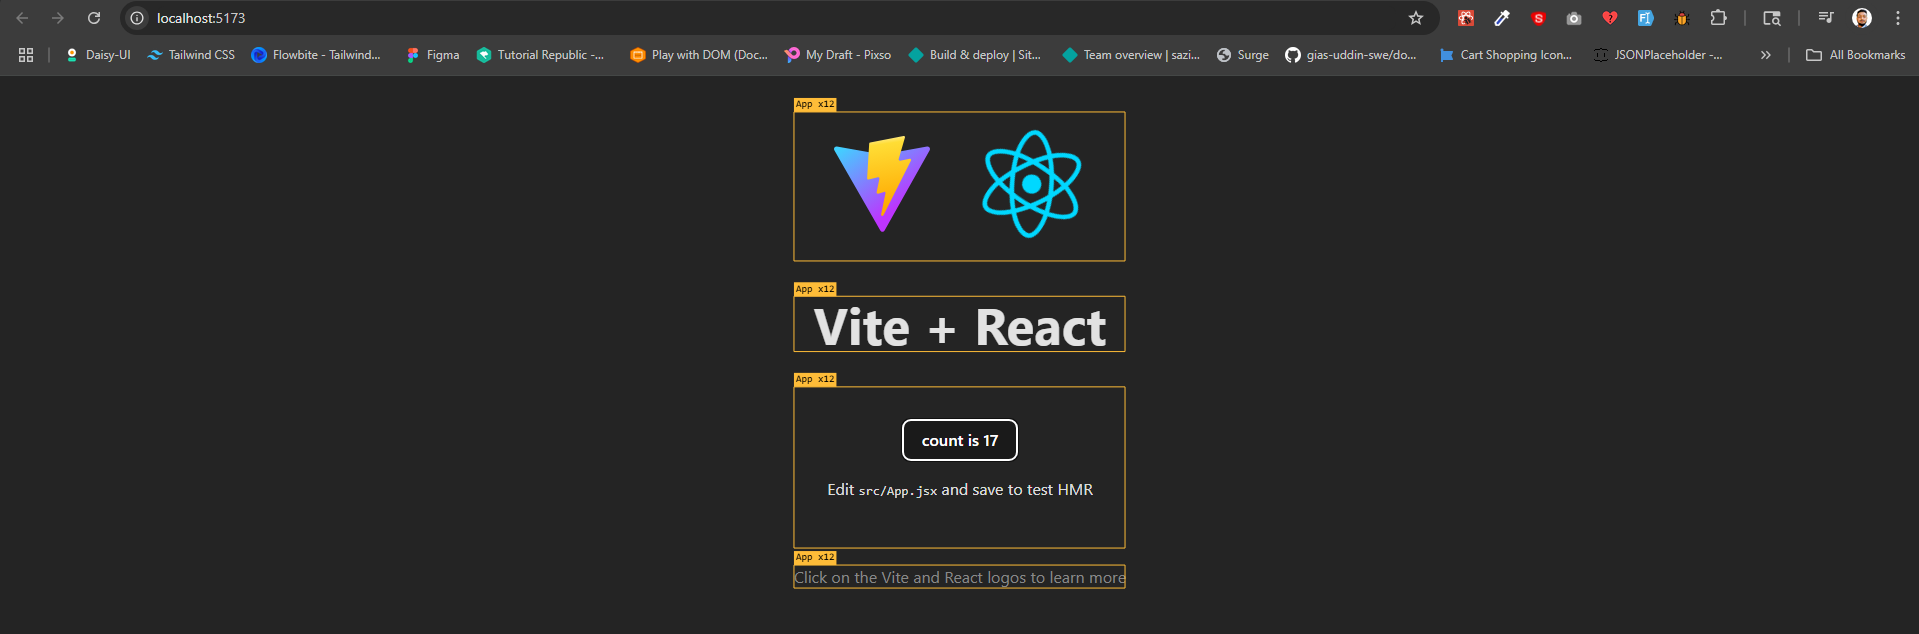 localhost:5173
Daisy-UI Tailwind CSS Flowbite - Tailwind... Figma Tutorial Republic -... Play with DOM (Doc... My Draft - Pixso Build & deploy | Sit... Team overview | sazi... Surge gias-uddin-swe/do... Cart Shopping Icon... JSONPlaceholder -... » All Bookmarks
App x12
App x12
Vite + React
App x12
count is 17
Edit src/App.jsx and save to test HMR
App x12
Click on the Vite and React logos to learn more